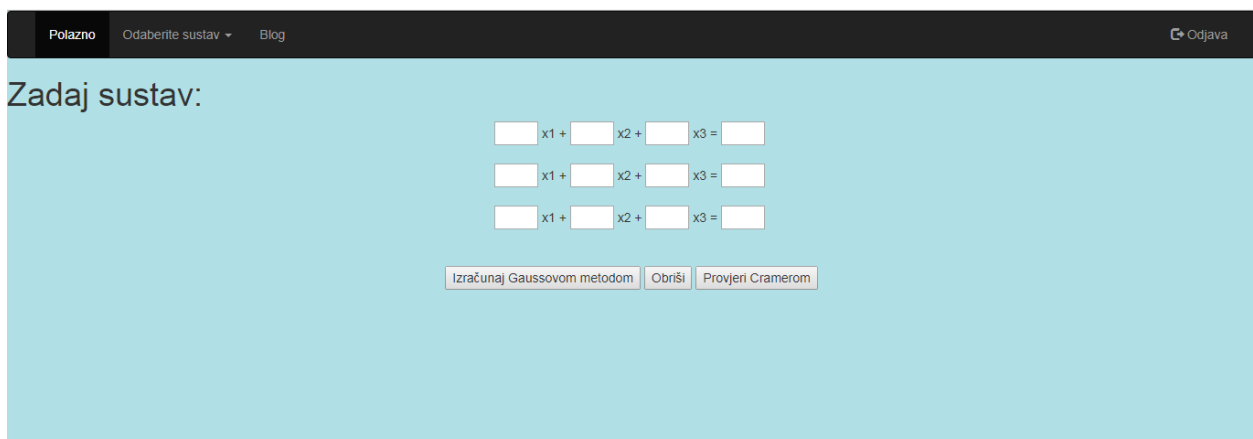 Polazno Odaberite sustav Blog Odjava
Zadaj sustav:
x1 + x2 + x3 =
x1 + x2 + x3 =
x1 + x2 + x3 =
Izračunaj Gaussovom metodom Obriši Provjeri Cramerom